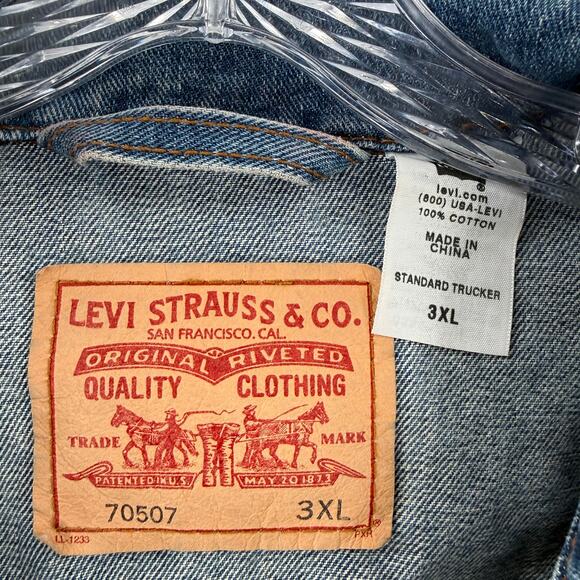 ®
levi.com
(800) USA-LEVI
100% COTTON
MADE IN
CHINA
STANDARD TRUCKER
3XL
LEVI STRAUSS & CO.
SAN FRANCISCO, CAL.
ORIGINAL RIVETED
QUALITY CLOTHING
TRADE MARK
PATENTED IN U.S. MAY 20 1873
70507 3XL
LL-1233 ®